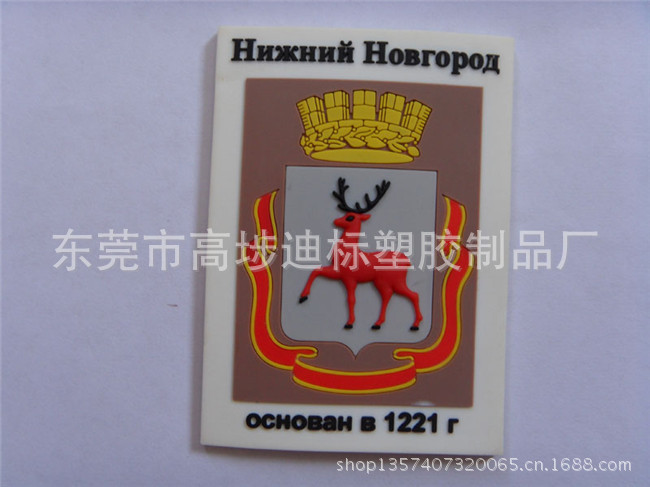 Нижний Новгород
东莞市高埗迪标塑胶制品厂
основан в 1221 г
shop1357407320065.cn.1688.com